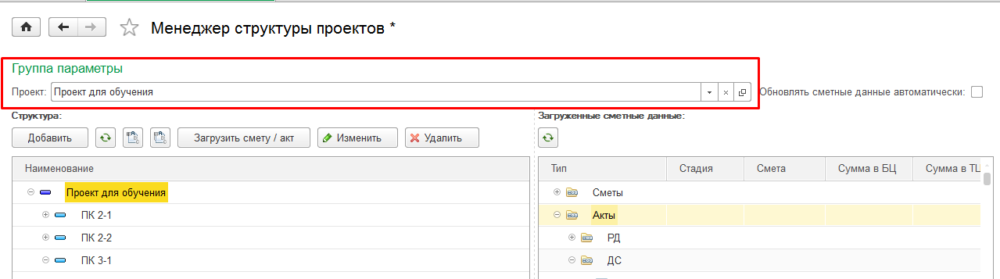 Менеджер структуры проектов *
Группа параметры
Проект: Проект для обучения Обновлять сметные данные автоматически:
Структура:
Добавить Загрузить смету / акт Изменить Удалить
Наименование
Проект для обучения
ПК 2-1
ПК 2-2
ПК 3-1
Загруженные сметные данные:
Тип Стадия Смета Сумма в БЦ Сумма в ТЦ
Сметы
Акты
РД
ДС